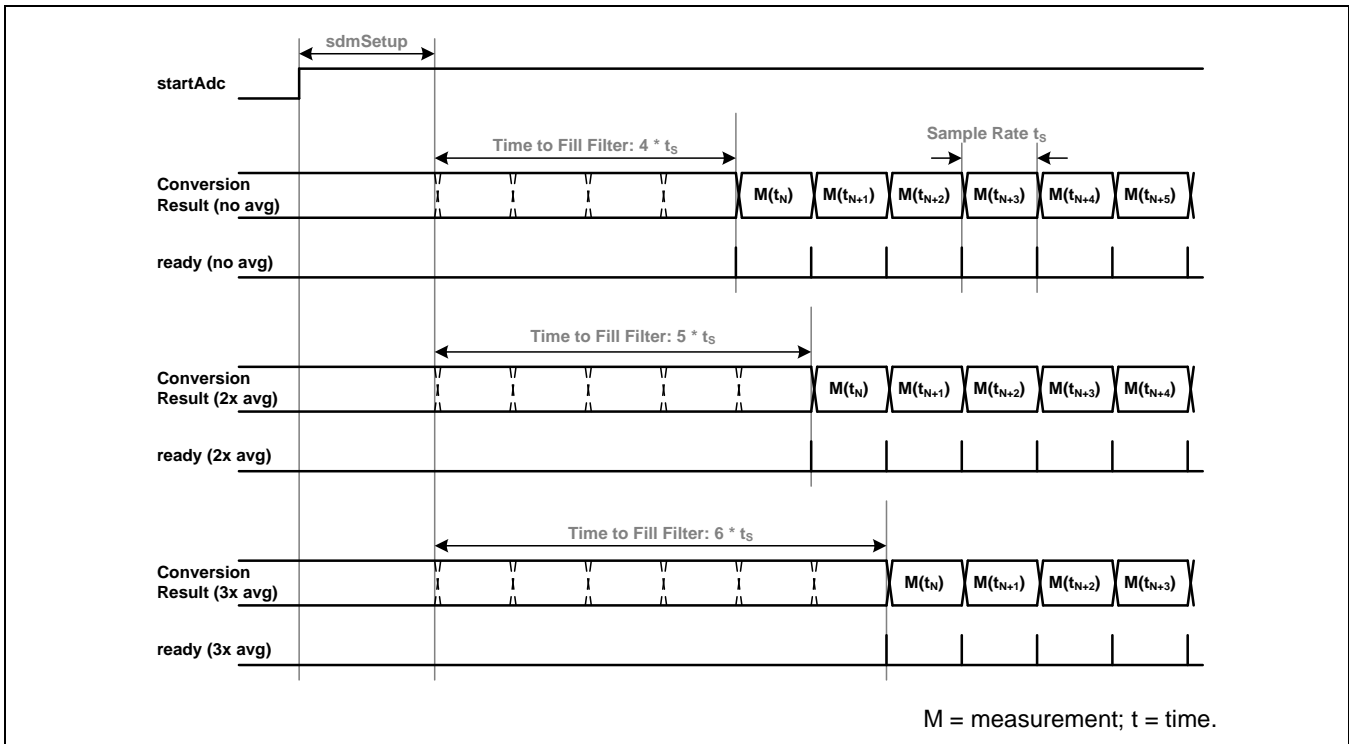 sdmSetup
startAdc
Time to Fill Filter: 4 * tS
Sample Rate tS
Conversion
Result (no avg)
M(tN) M(tN+1) M(tN+2) M(tN+3) M(tN+4) M(tN+5)
ready (no avg)
Time to Fill Filter: 5 * tS
Conversion
Result (2x avg)
M(tN) M(tN+1) M(tN+2) M(tN+3) M(tN+4)
ready (2x avg)
Time to Fill Filter: 6 * tS
Conversion
Result (3x avg)
M(tN) M(tN+1) M(tN+2) M(tN+3)
ready (3x avg)
M = measurement; t = time.